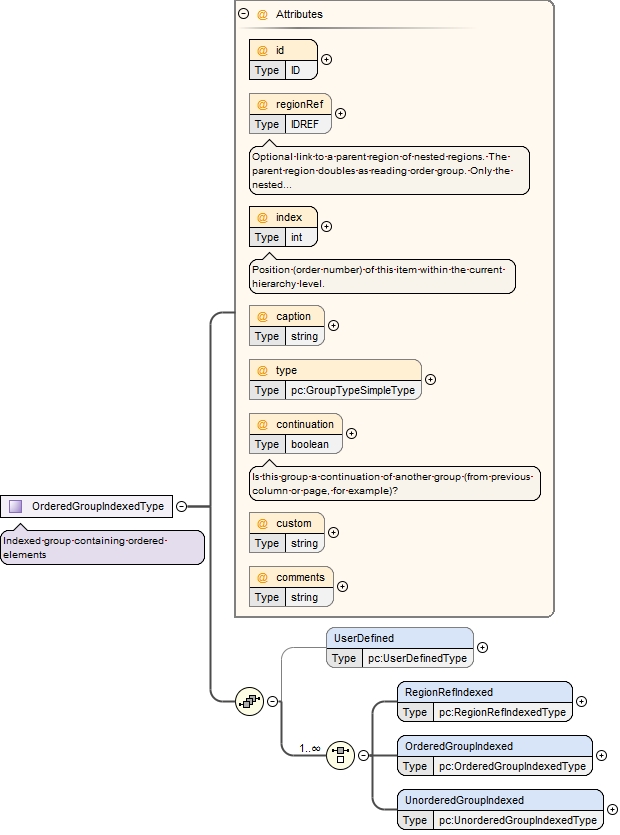 Attributes
@ id
Type ID
@ regionRef
Type IDREF
Optional link to a parent region of nested regions. The
parent region doubles as reading order group. Only the
nested...
@ index
Type int
Position (order number) of this item within the current
hierarchy level.
@ caption
Type string
@ type
Type pc:GroupTypeSimpleType
@ continuation
Type boolean
Is this group a continuation of another group (from previous
column or page, for example)?
OrderedGroupIndexedType
Indexed group containing ordered
elements
@ custom
Type string
@ comments
Type string
UserDefined
Type pc:UserDefinedType
1..∞
RegionRefIndexed
Type pc:RegionRefIndexedType
OrderedGroupIndexed
Type pc:OrderedGroupIndexedType
UnorderedGroupIndexed
Type pc:UnorderedGroupIndexedType